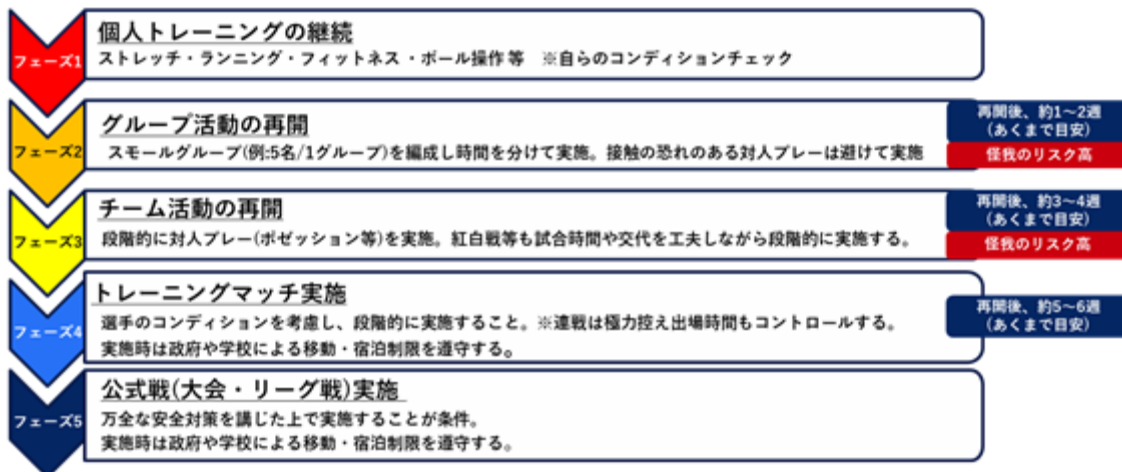 フェーズ1
個人トレーニングの継続
ストレッチ・ランニング・フィットネス・ボール操作 等　※自らのコンディションチェック
フェーズ2
グループ活動の再開
スモールグループ(例:5名/1グループ)を編成し時間を分けて実施。接触の恐れのある対人プレーは避けて実施
再開後、約1〜2週
(あくまで目安)
怪我のリスク高
フェーズ3
チーム活動の再開
段階的に対人プレー(ポゼッション等)を実施。紅白戦等も試合時間や交代を工夫しながら段階的に実施する。
再開後、約3〜4週
(あくまで目安)
怪我のリスク高
フェーズ4
トレーニングマッチ実施
選手のコンディションを考慮し、段階的に実施すること。※連戦は極力控え出場時間もコントロールする。
実施時は政府や学校による移動・宿泊制限を遵守する。
再開後、約5〜6週
(あくまで目安)
フェーズ5
公式戦(大会・リーグ戦)実施
万全な安全対策を講じた上で実施することが条件。
実施時は政府や学校による移動・宿泊制限を遵守する。